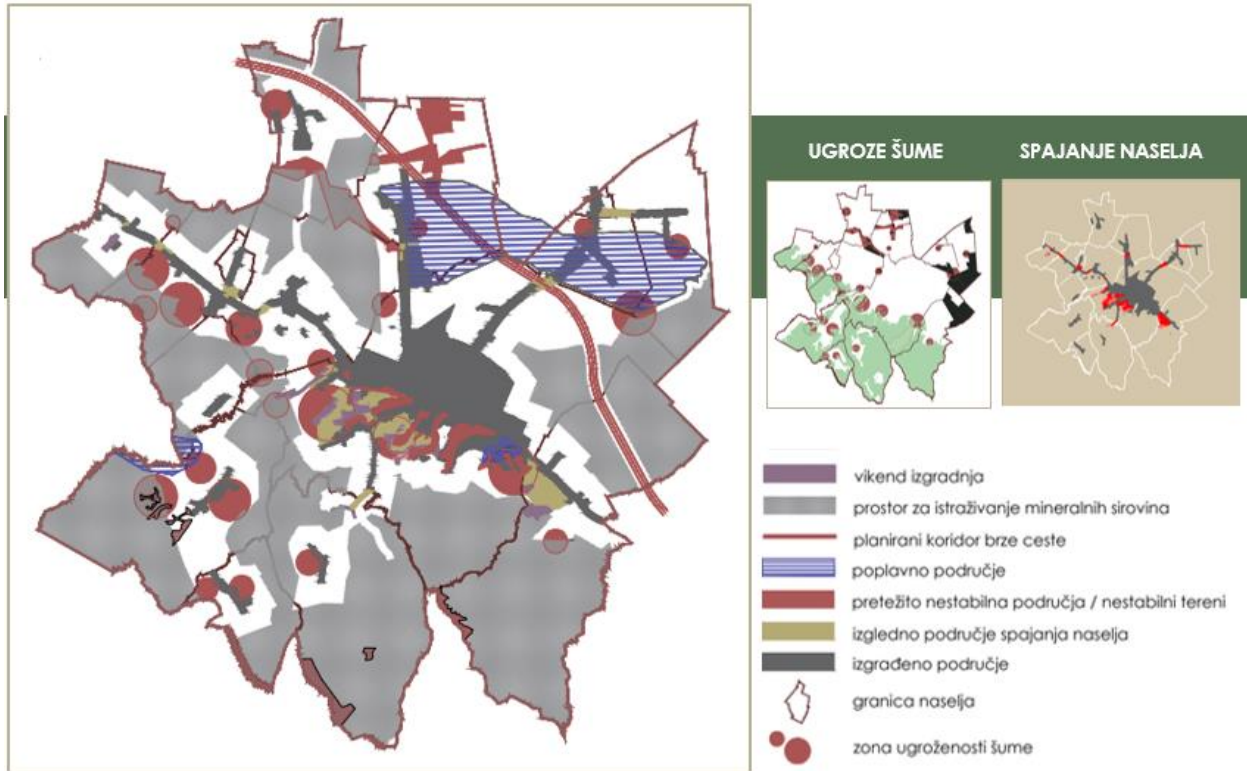 UGROZE ŠUME
SPAJANJE NASELJA
vikend izgradnja
prostor za istraživanje mineralnih sirovina
planirani koridor brze ceste
poplavno područje
pretežito nestabilna područja / nestabilni tereni
izgledno područje spajanja naselja
izgrađeno područje
granica naselja
zona ugroženosti šume